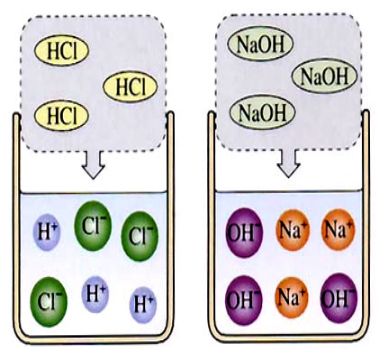 HCl
HCl
HCl
H⁺
Cl⁻
Cl⁻
Cl⁻
H⁺
H⁺
NaOH
NaOH
NaOH
OH⁻
Na⁺
Na⁺
OH⁻
Na⁺
OH⁻